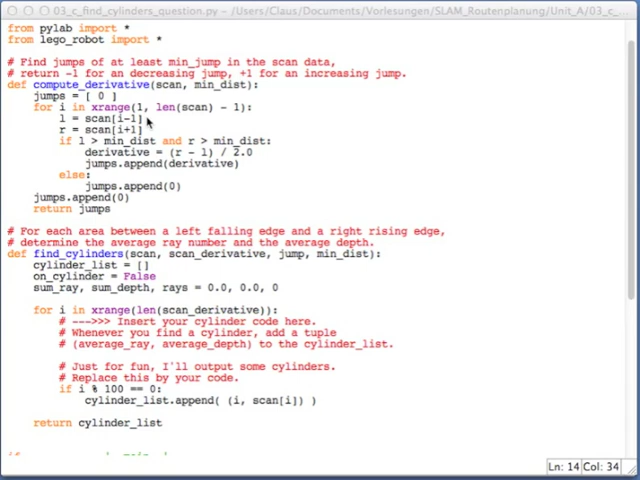 03_c_find_cylinders_question.py – /Users/Claus/Documents/Vorlesungen/SLAM_Routenplanung/Unit_A/03_c_...
from pylab import *
from lego_robot import *
# Find jumps of at least min_jump in the scan data,
# return -1 for an decreasing jump, +1 for an increasing jump.
def compute_derivative(scan, min_dist):
    jumps = [ 0 ]
    for i in xrange(1, len(scan) - 1):
        l = scan[i-1]
        r = scan[i+1]
        if l > min_dist and r > min_dist:
            derivative = (r - l) / 2.0
            jumps.append(derivative)
        else:
            jumps.append(0)
    jumps.append(0)
    return jumps
# For each area between a left falling edge and a right rising edge,
# determine the average ray number and the average depth.
def find_cylinders(scan, scan_derivative, jump, min_dist):
    cylinder_list = []
    on_cylinder = False
    sum_ray, sum_depth, rays = 0.0, 0.0, 0
    for i in xrange(len(scan_derivative)):
        # --->>> Insert your cylinder code here.
        # Whenever you find a cylinder, add a tuple
        # (average_ray, average_depth) to the cylinder_list.
        # Just for fun, I'll output some cylinders.
        # Replace this by your code.
        if i % 100 == 0:
            cylinder_list.append( (i, scan[i]) )
    return cylinder_list
Ln: 14 Col: 34